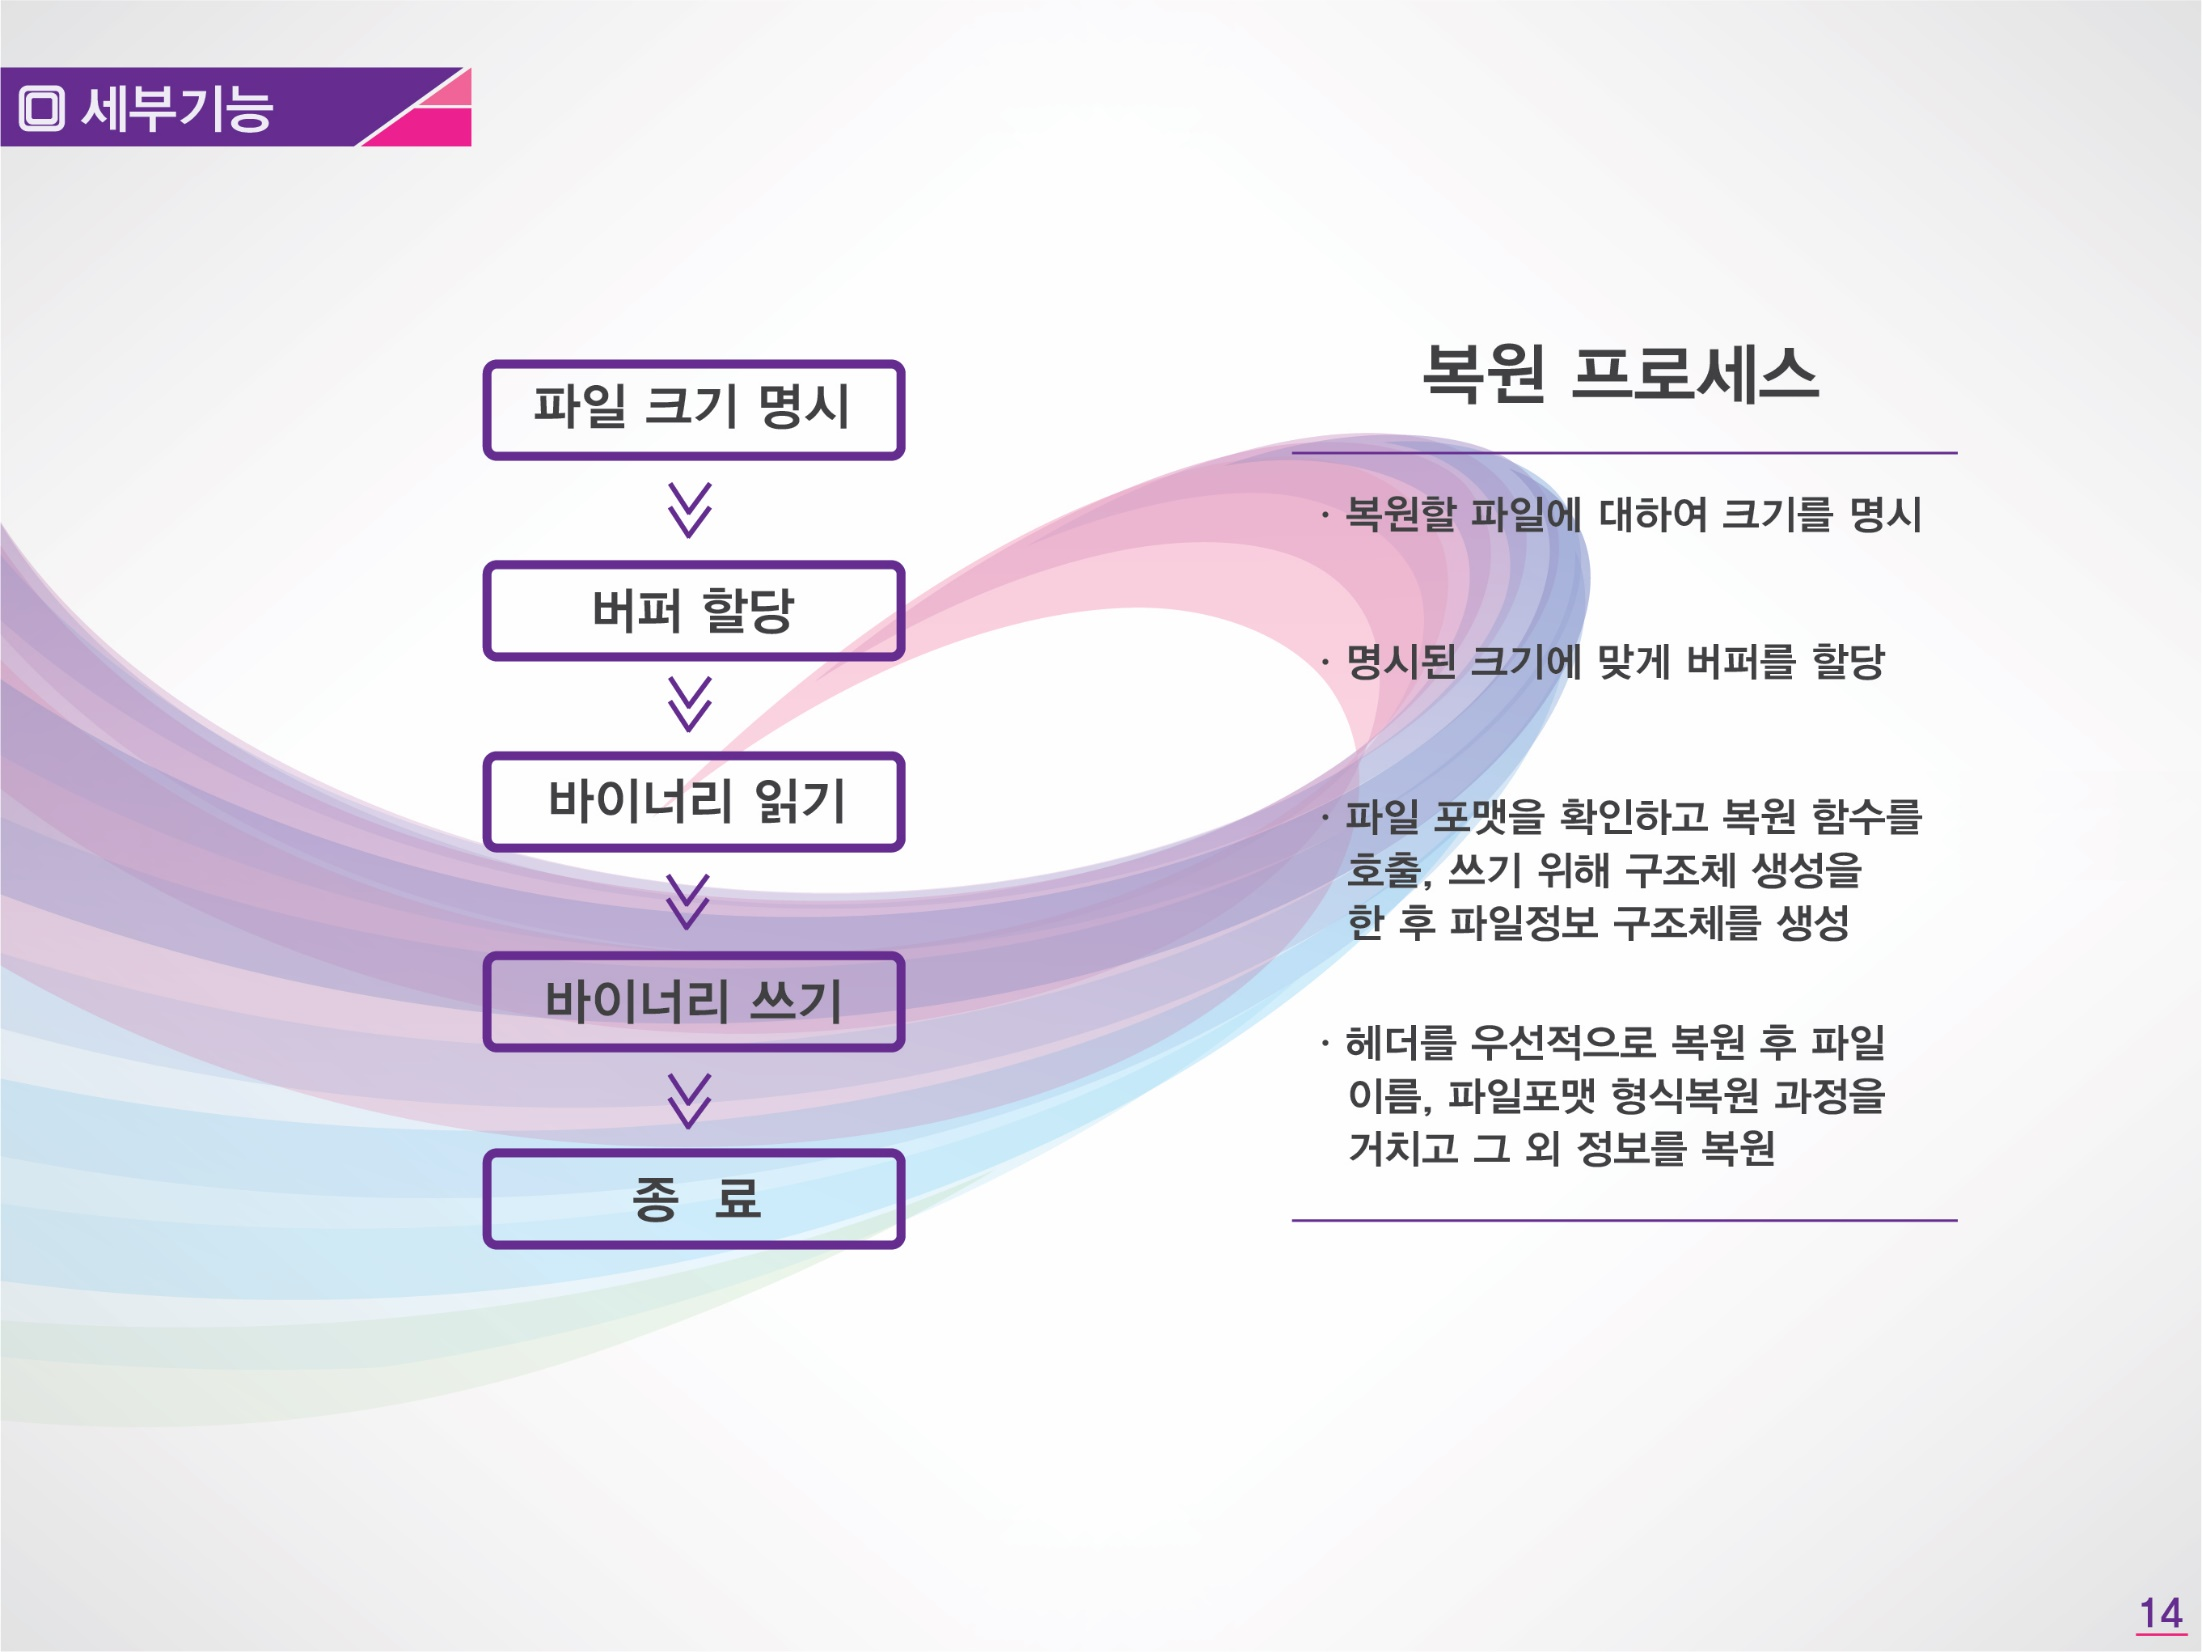 세부기능
파일 크기 명시
버퍼 할당
바이너리 읽기
바이너리 쓰기
종 료
복원 프로세스
· 복원할 파일에 대하여 크기를 명시
· 명시된 크기에 맞게 버퍼를 할당
· 파일 포맷을 확인하고 복원 함수를
호출, 쓰기 위해 구조체 생성을
한 후 파일정보 구조체를 생성
· 헤더를 우선적으로 복원 후 파일
이름, 파일포맷 형식복원 과정을
거치고 그 외 정보를 복원
14